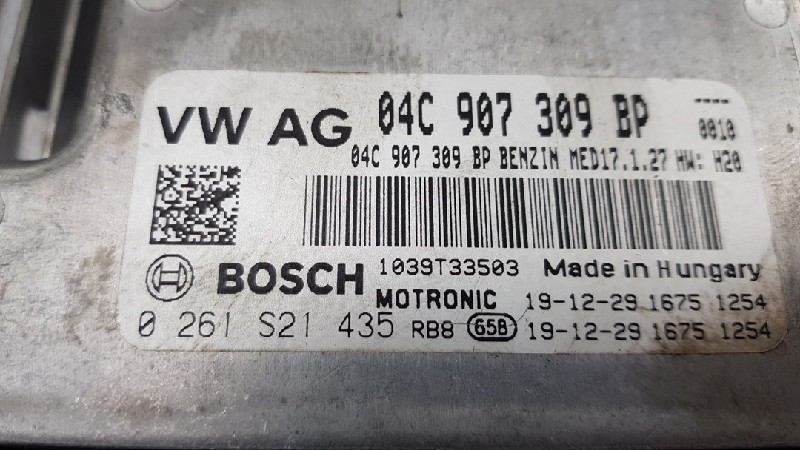 VW AG 04C 907 309 BP ----
0010
04C 907 309 BP BENZIN MED17.1.27 HW: H20
BOSCH 1039T33503 Made in Hungary
MOTRONIC 19-12-29 1675 1254
0 261 S21 435 RB8 65B 19-12-29 1675 1254